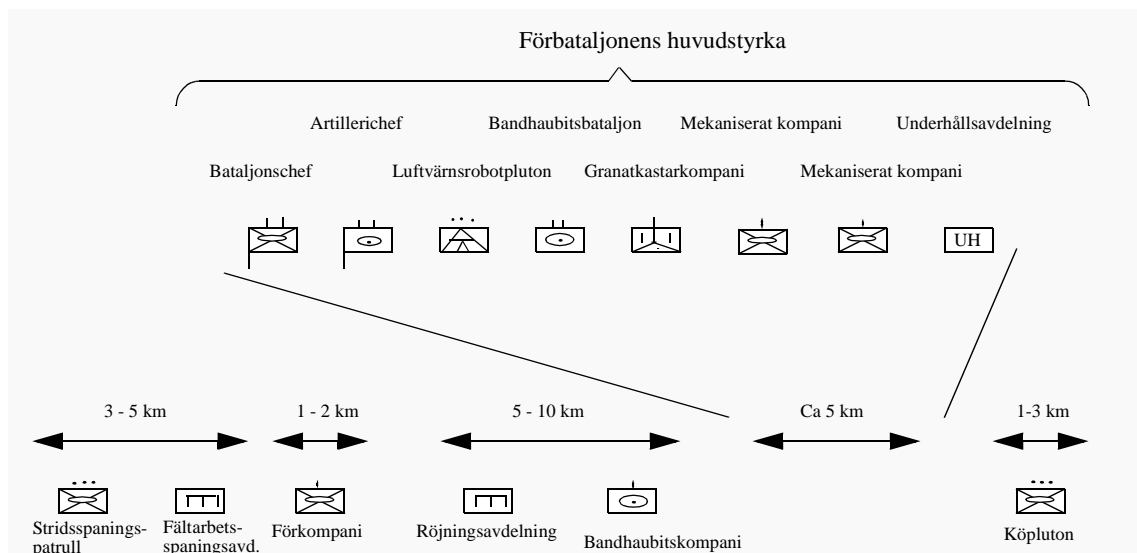 Förbataljonens huvudstyrka
Artillerichef Bandhaubitsbataljon Mekaniserat kompani Underhållsavdelning
Bataljonschef Luftvärnsrobotpluton Granatkastarkompani Mekaniserat kompani
UH
3 - 5 km 1 - 2 km 5 - 10 km Ca 5 km 1-3 km
Stridsspanings-
patrull
Fältarbets-
spaningsavd.
Förkompani
Röjningsavdelning
Bandhaubitskompani
Köpluton